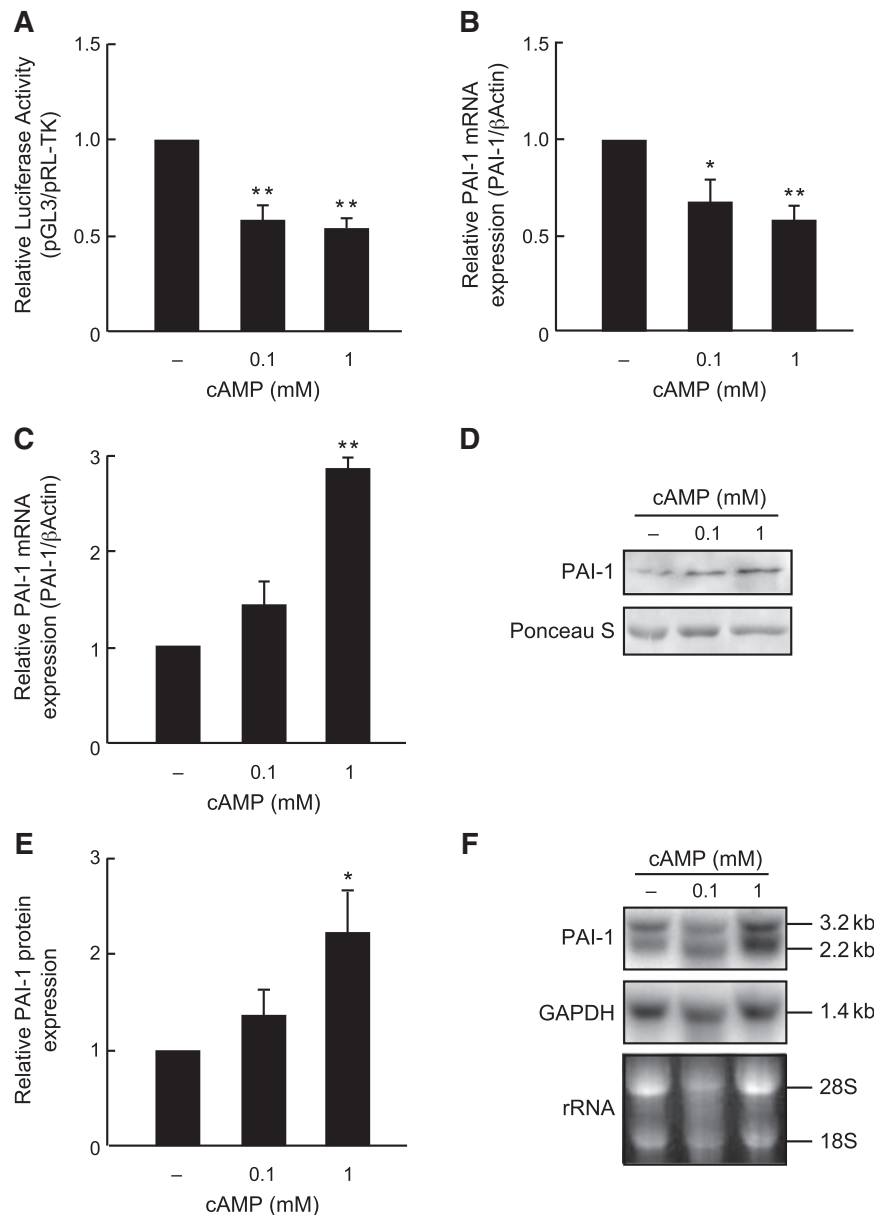 A
Relative Luciferase Activity
(pGL3/pRL-TK)
1.5
1.0
0.5
0
**
**
– 0.1 1
cAMP (mM)
B
Relative PAI-1 mRNA
expression (PAI-1/βActin)
1.5
1.0
0.5
0
*
**
– 0.1 1
cAMP (mM)
C
Relative PAI-1 mRNA
expression (PAI-1/βActin)
3
2
1
0
**
– 0.1 1
cAMP (mM)
D
cAMP (mM)
– 0.1 1
PAI-1
Ponceau S
E
Relative PAI-1 protein
expression
3
2
1
0
*
– 0.1 1
cAMP (mM)
F
cAMP (mM)
– 0.1 1
PAI-1
3.2 kb
2.2 kb
GAPDH
1.4 kb
rRNA
28S
18S